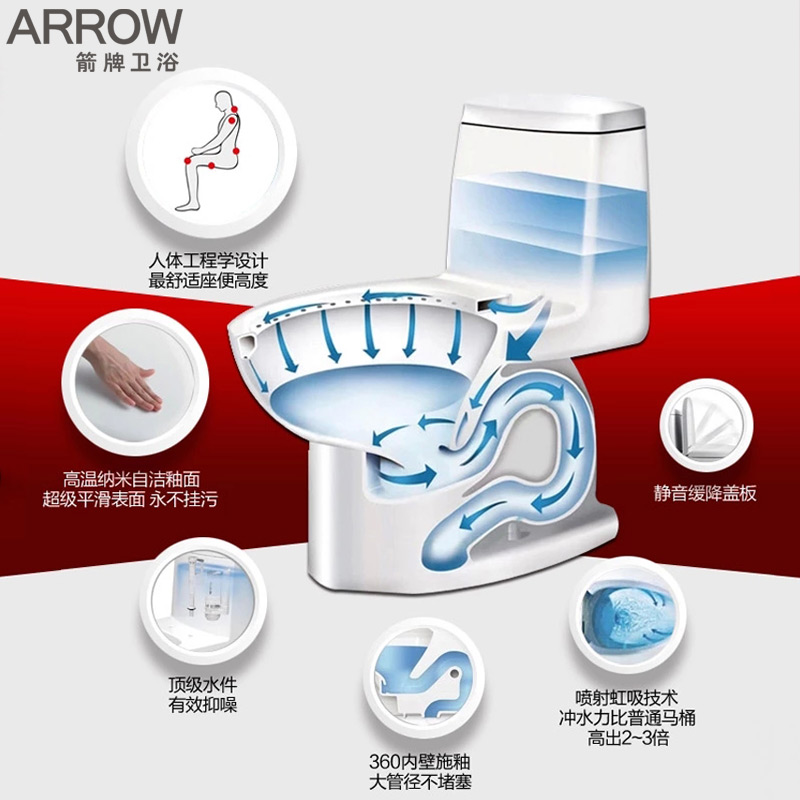 ARROW
箭牌卫浴
人体工程学设计
最舒适座便高度
高温纳米自洁釉面
超级平滑表面 永不挂污
静音缓降盖板
顶级水件
有效抑噪
喷射虹吸技术
冲水力比普通马桶
高出2~3倍
360内壁施釉
大管径不堵塞